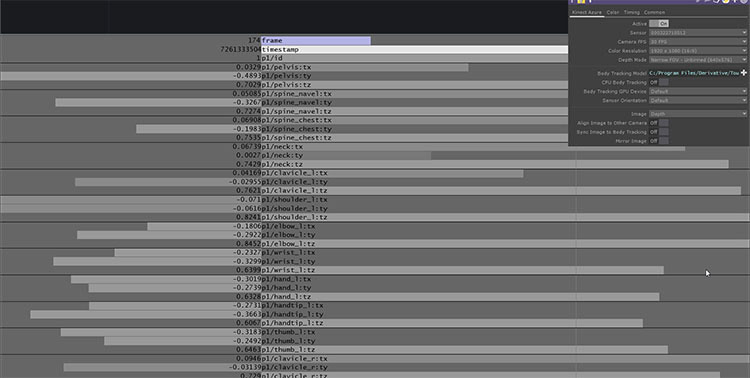 Kinect Azure Color Timing Common
Active On
Sensor
Camera FPS 30 FPS
Color Resolution
Depth Mode
Body Tracking Model C:/Program Files/Derivative/Tou
CPU Body Tracking Off
Body Tracking GPU Device Default
Sensor Orientation Default
Image Depth
Align Image to Other Camera Off
Sync Image to Body Tracking Off
Mirror Image Off
174 frame
7261333504 timestamp
1 p1/id
0.0329 p1/pelvis:tx
-0.4893 p1/pelvis:ty
0.7029 p1/pelvis:tz
0.05085 p1/spine_navel:tx
-0.3267 p1/spine_navel:ty
0.7274 p1/spine_navel:tz
0.06908 p1/spine_chest:tx
-0.1983 p1/spine_chest:ty
0.7535 p1/spine_chest:tz
0.06739 p1/neck:tx
0.0027 p1/neck:ty
0.7429 p1/neck:tz
0.04169 p1/clavicle_l:tx
-0.02955 p1/clavicle_l:ty
0.7621 p1/clavicle_l:tz
-0.071 p1/shoulder_l:tx
-0.0616 p1/shoulder_l:ty
0.8241 p1/shoulder_l:tz
-0.1806 p1/elbow_l:tx
-0.2922 p1/elbow_l:ty
0.8452 p1/elbow_l:tz
-0.2327 p1/wrist_l:tx
-0.3299 p1/wrist_l:ty
0.6399 p1/wrist_l:tz
-0.3019 p1/hand_l:tx
-0.2739 p1/hand_l:ty
0.6328 p1/hand_l:tz
-0.2731 p1/handtip_l:tx
-0.3663 p1/handtip_l:ty
0.6067 p1/handtip_l:tz
-0.3183 p1/thumb_l:tx
-0.2492 p1/thumb_l:ty
0.6463 p1/thumb_l:tz
0.0946 p1/clavicle_r:tx
-0.03139 p1/clavicle_r:ty
0.729 p1/clavicle_r:tz